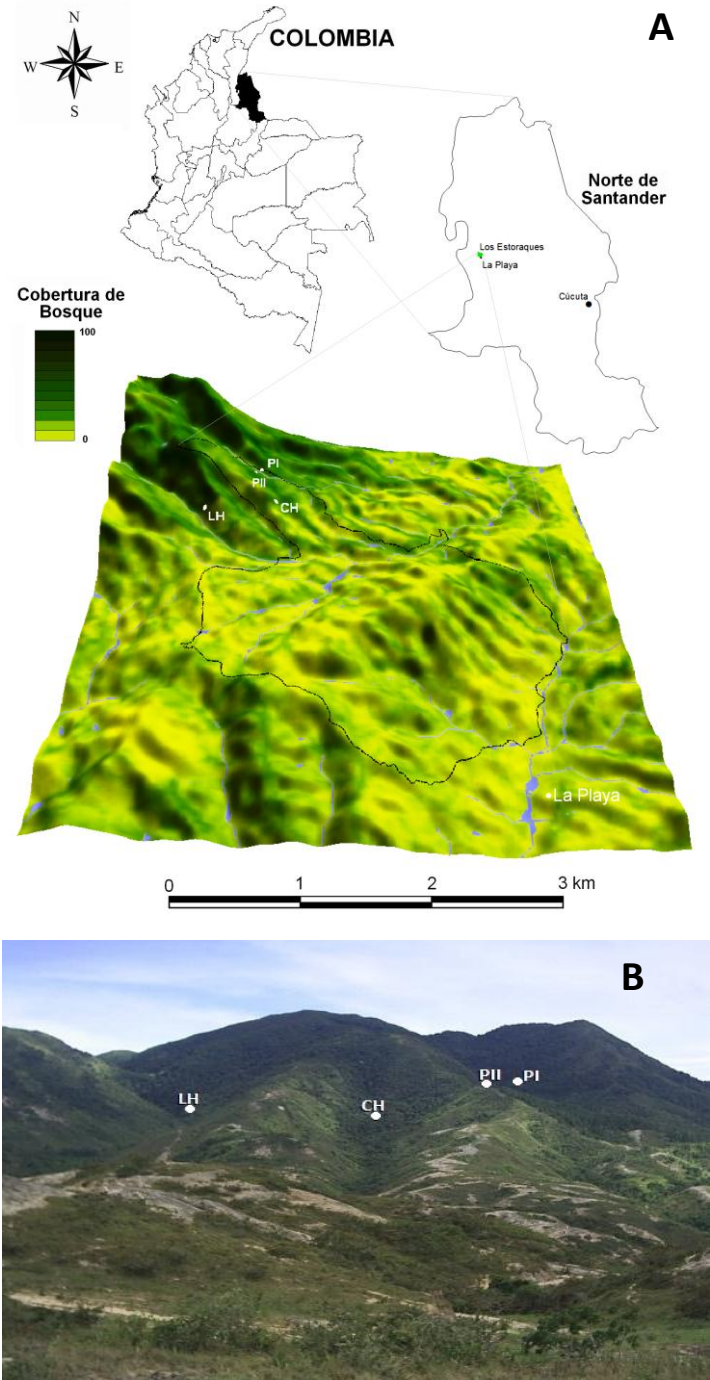 A
COLOMBIA
N
W E
S
Norte de
Santander
Los Estoraques
La Playa
Cúcuta
Cobertura de
Bosque
100
0
PI
PII
CH
LH
La Playa
0 1 2 3 km
B
PII PI
LH
CH